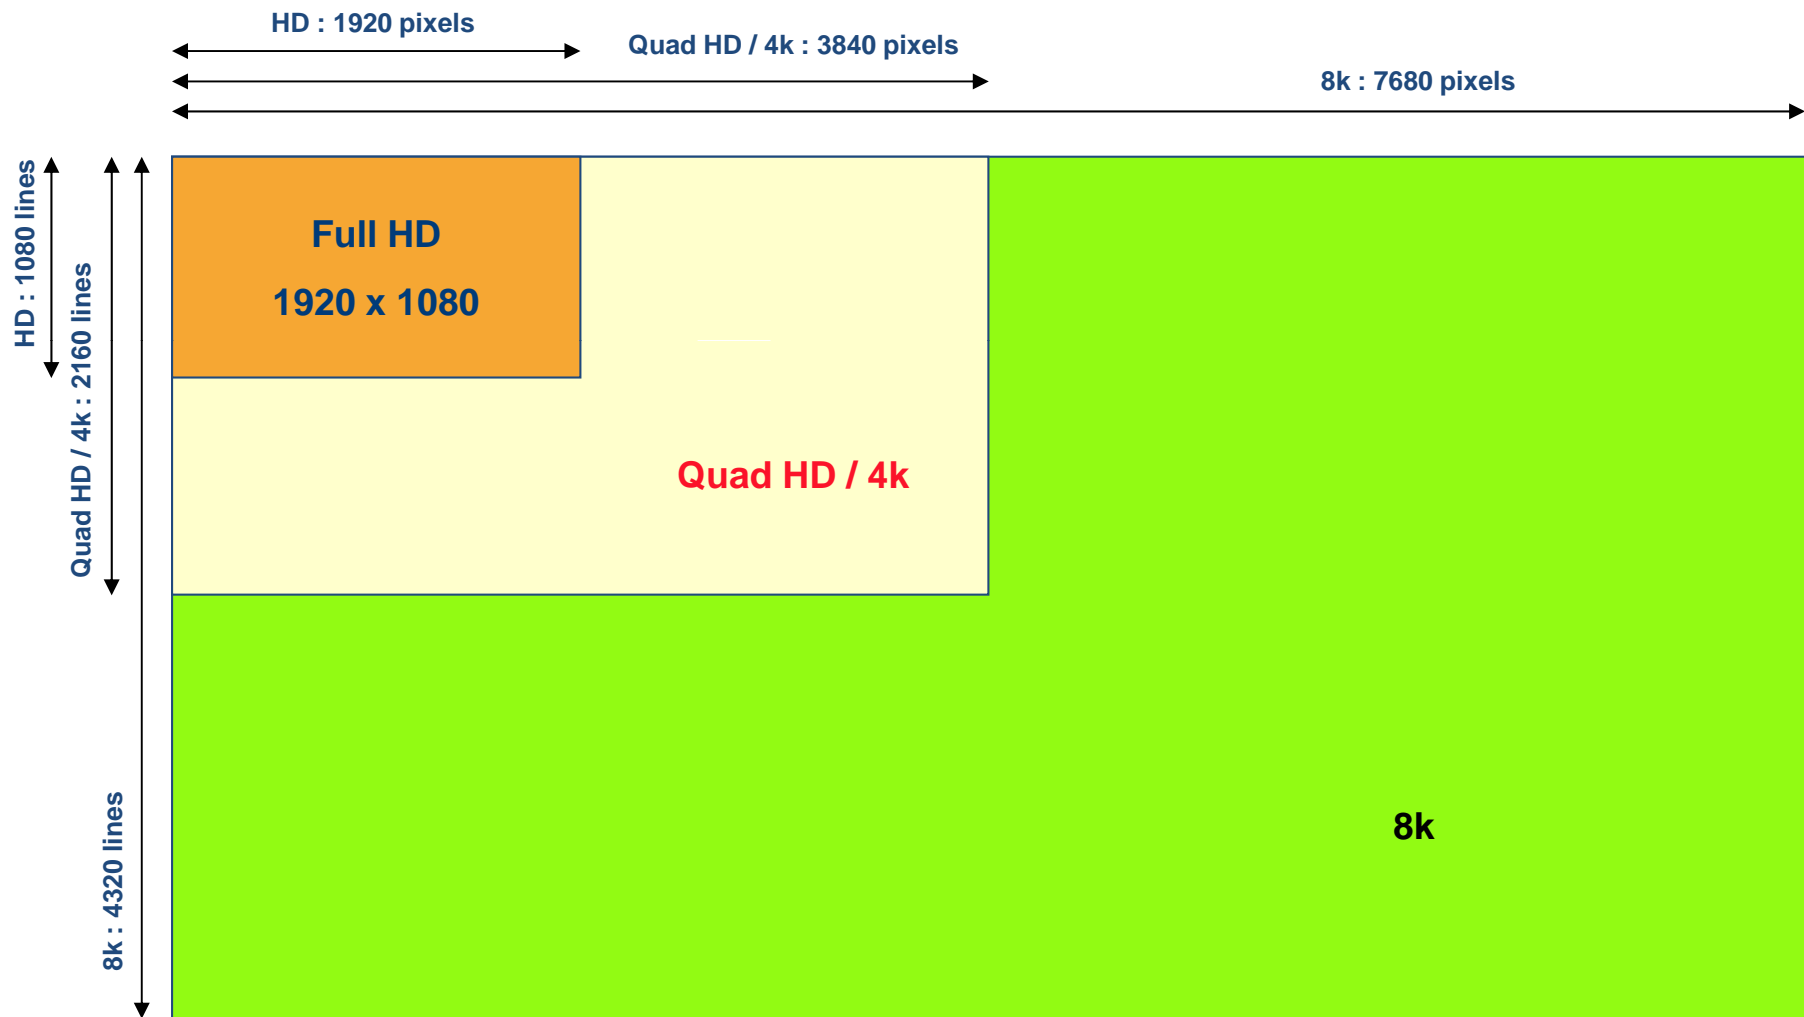 HD : 1920 pixels
Quad HD / 4k : 3840 pixels
8k : 7680 pixels
HD : 1080 lines
Quad HD / 4k : 2160 lines
8k : 4320 lines
Full HD
1920 x 1080
Quad HD / 4k
8k